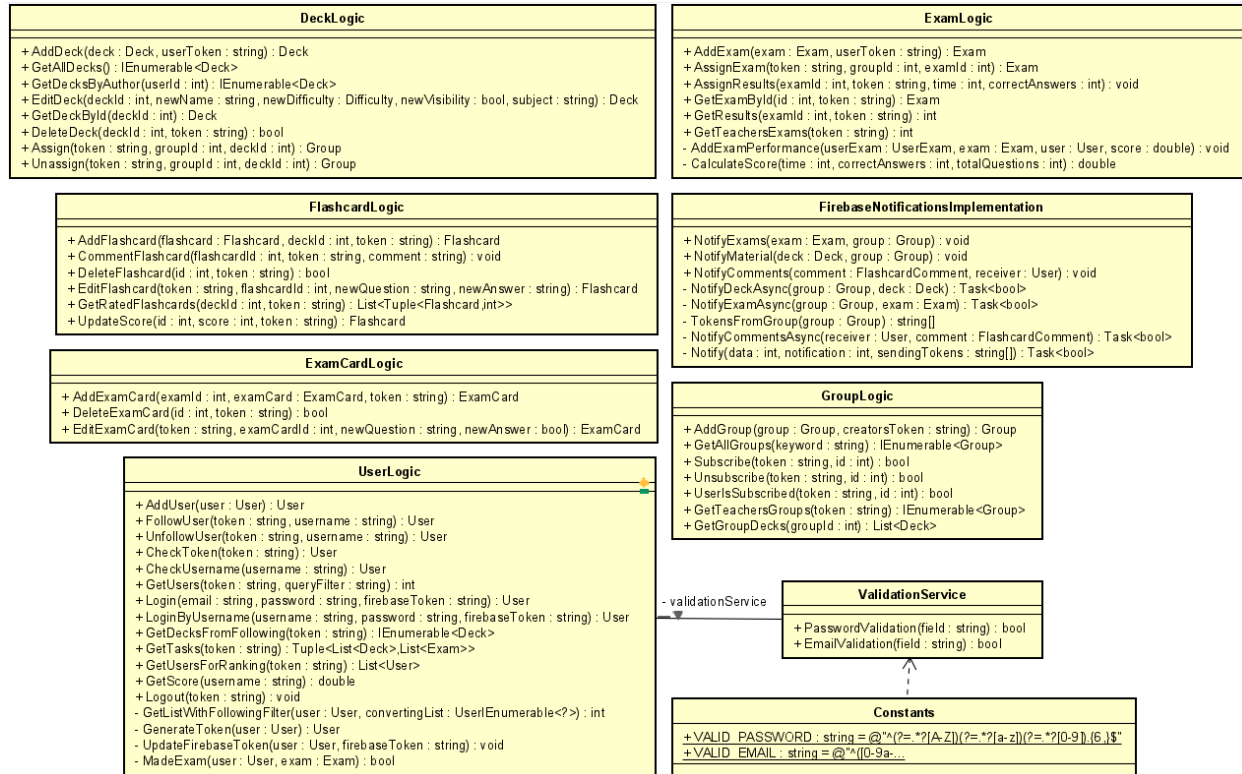 DeckLogic
+ AddDeck(deck : Deck, userToken : string) : Deck
+ GetAllDecks() : IEnumerable<Deck>
+ GetDecksByAuthor(userId : int) : IEnumerable<Deck>
+ EditDeck(deckId : int, newName : string, newDifficulty : Difficulty, newVisibility : bool, subject : string) : Deck
+ GetDeckById(deckId : int) : Deck
+ DeleteDeck(deckId : int, token : string) : bool
+ Assign(token : string, groupId : int, deckId : int) : Group
+ Unassign(token : string, groupId : int, deckId : int) : Group
ExamLogic
+ AddExam(exam : Exam, userToken : string) : Exam
+ AssignExam(token : string, groupId : int, examId : int) : Exam
+ AssignResults(examId : int, token : string, time : int, correctAnswers : int) : void
+ GetExamById(id : int, token : string) : Exam
+ GetResults(examId : int, token : string) : int
+ GetTeachersExams(token : string) : int
- AddExamPerformance(userExam : UserExam, exam : Exam, user : User, score : double) : void
- CalculateScore(time : int, correctAnswers : int, totalQuestions : int) : double
FlashcardLogic
+ AddFlashcard(flashcard : Flashcard, deckId : int, token : string) : Flashcard
+ CommentFlashcard(flashcardId : int, token : string, comment : string) : void
+ DeleteFlashcard(id : int, token : string) : bool
+ EditFlashcard(token : string, flashcardId : int, newQuestion : string, newAnswer : string) : Flashcard
+ GetRatedFlashcards(deckId : int, token : string) : List<Tuple<Flashcard,int>>
+ UpdateScore(id : int, score : int, token : string) : Flashcard
FirebaseNotificationsImplementation
+ NotifyExams(exam : Exam, group : Group) : void
+ NotifyMaterial(deck : Deck, group : Group) : void
+ NotifyComments(comment : FlashcardComment, receiver : User) : void
- NotifyDeckAsync(group : Group, deck : Deck) : Task<bool>
- NotifyExamAsync(group : Group, exam : Exam) : Task<bool>
- TokensFromGroup(group : Group) : string[]
- NotifyCommentsAsync(receiver : User, comment : FlashcardComment) : Task<bool>
- Notify(data : int, notification : int, sendingTokens : string[]) : Task<bool>
ExamCardLogic
+ AddExamCard(examId : int, examCard : ExamCard, token : string) : ExamCard
+ DeleteExamCard(id : int, token : string) : bool
+ EditExamCard(token : string, examCardId : int, newQuestion : string, newAnswer : bool) : ExamCard
GroupLogic
+ AddGroup(group : Group, creatorsToken : string) : Group
+ GetAllGroups(keyword : string) : IEnumerable<Group>
+ Subscribe(token : string, id : int) : bool
+ Unsubscribe(token : string, id : int) : bool
+ UserIsSubscribed(token : string, id : int) : bool
+ GetTeachersGroups(token : string) : IEnumerable<Group>
+ GetGroupDecks(groupId : int) : List<Deck>
UserLogic
+ AddUser(user : User) : User
+ FollowUser(token : string, username : string) : User
+ UnfollowUser(token : string, username : string) : User
+ CheckToken(token : string) : User
+ CheckUsername(username : string) : User
+ GetUsers(token : string, queryFilter : string) : int
+ Login(email : string, password : string, firebaseToken : string) : User
+ LoginByUsername(username : string, password : string, firebaseToken : string) : User
+ GetDecksFromFollowing(token : string) : IEnumerable<Deck>
+ GetTasks(token : string) : Tuple<List<Deck>,List<Exam>>
+ GetUsersForRanking(token : string) : List<User>
+ GetScore(username : string) : double
+ Logout(token : string) : void
- GetListWithFollowingFilter(user : User, convertingList : UserIEnumerable<?>) : int
- GenerateToken(user : User) : User
- UpdateFirebaseToken(user : User, firebaseToken : string) : void
- MadeExam(user : User, exam : Exam) : bool
- validationService
ValidationService
+ PasswordValidation(field : string) : bool
+ EmailValidation(field : string) : bool
Constants
+ VALID_PASSWORD : string = @"^(?=.*?[A-Z])(?=.*?[a-z])(?=.*?[0-9]).{6,}$"
+ VALID_EMAIL : string = @"^([0-9a-...